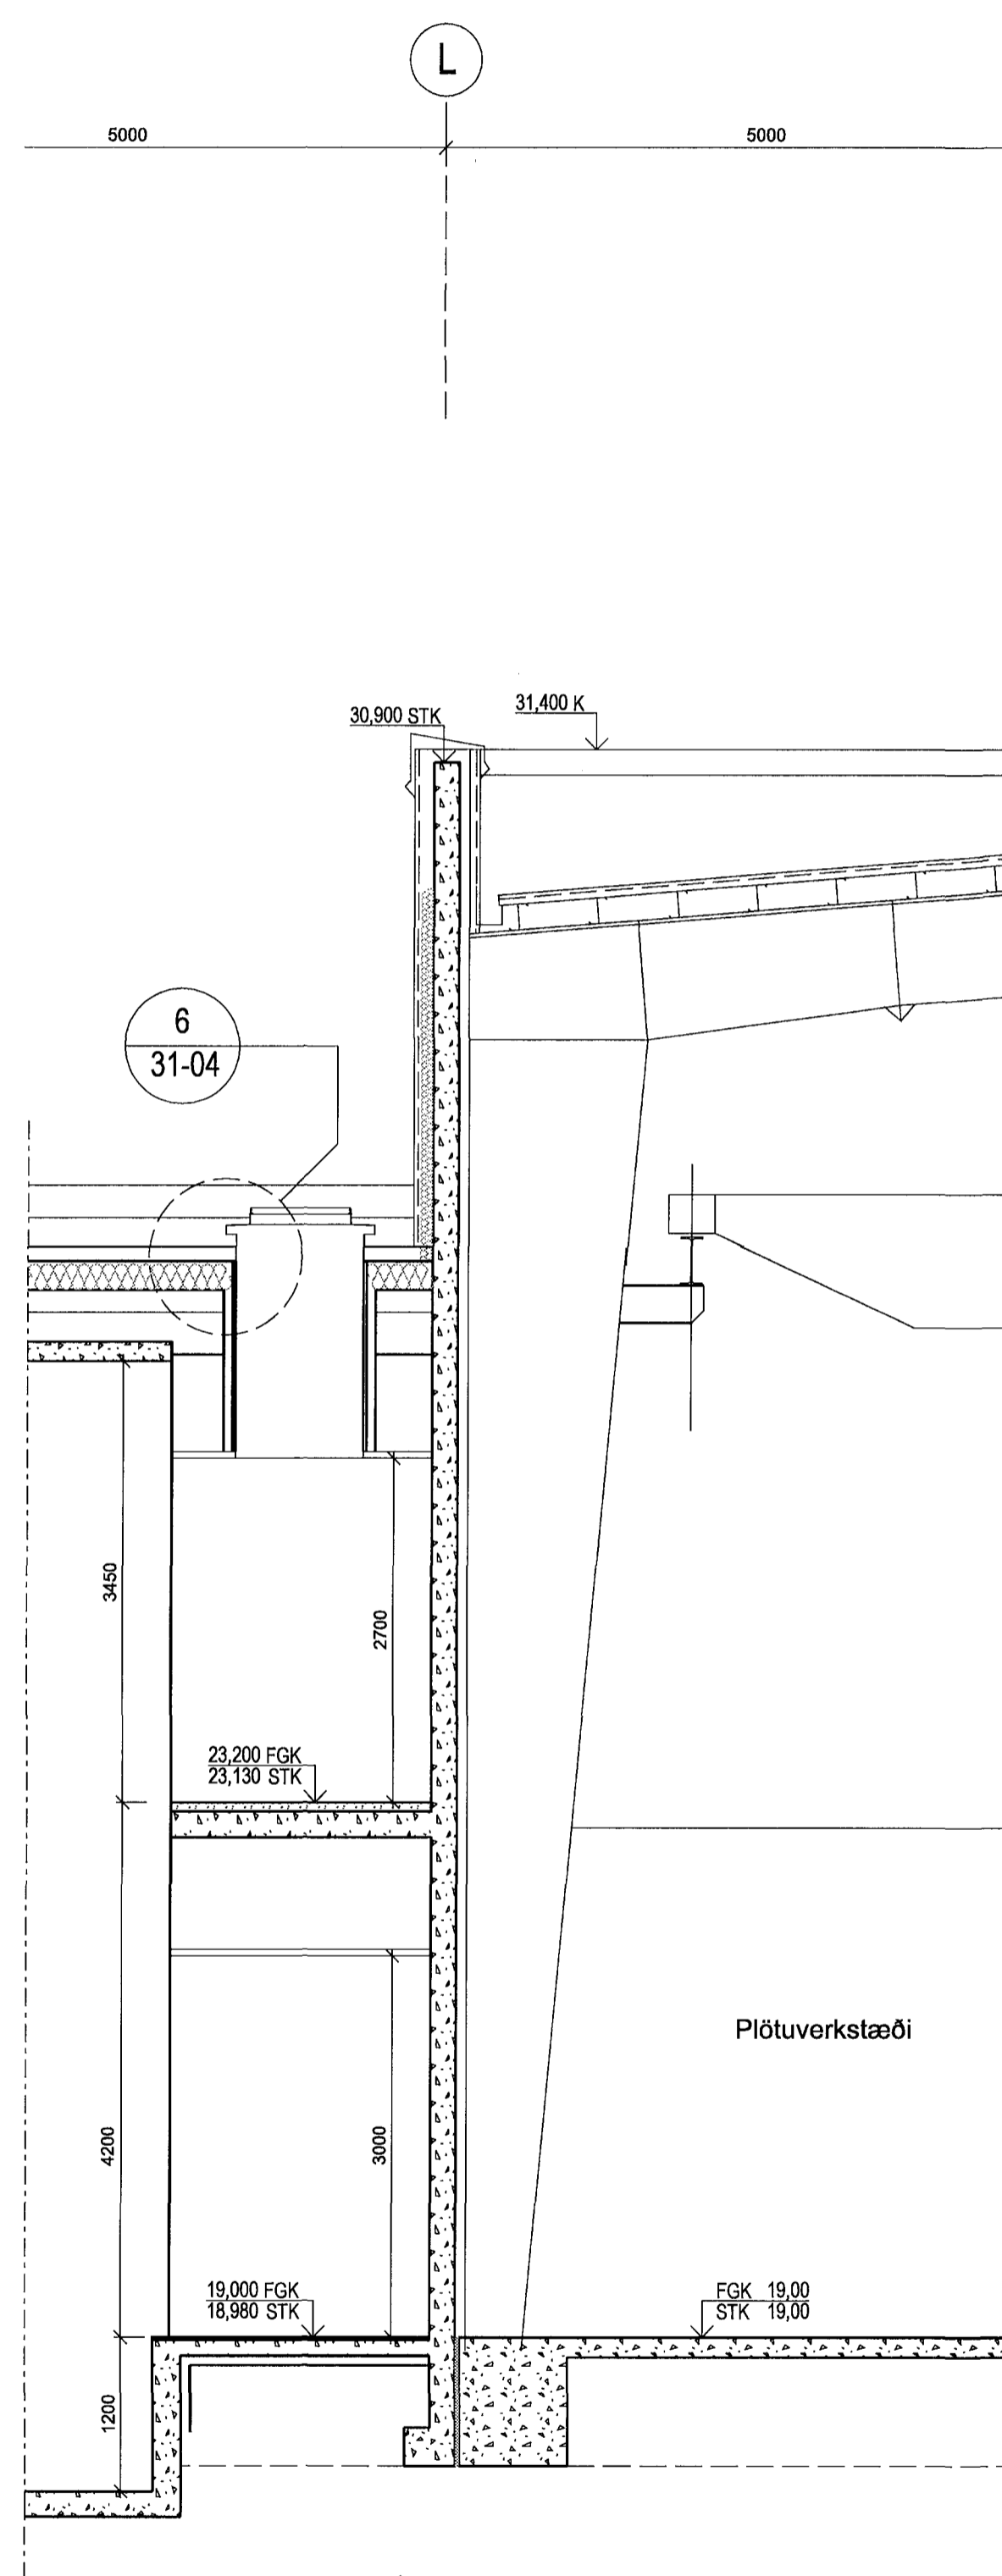 L
5000
5000
30,900 STK
31,400 K
6
31-04
3450
2700
23,200 FGK
23,130 STK
Plötuverkstæði
4200
3000
19,000 FGK
18,980 STK
FGK 19,00
STK 19,00
1200